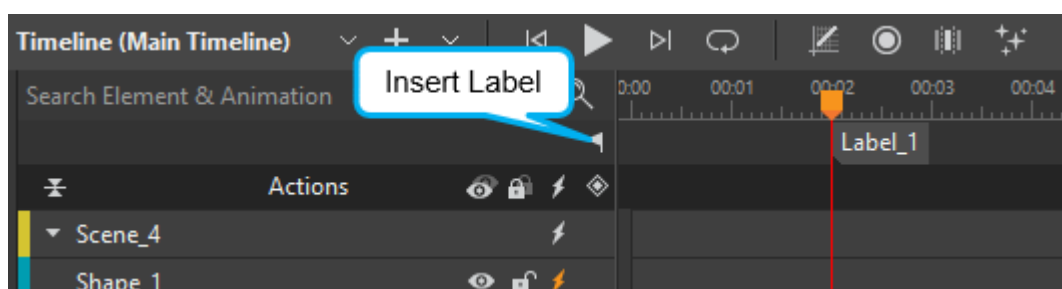 Timeline (Main Timeline)
Insert Label
Search Element & Animation
0:00 00:01 00:02 00:03 00:04
Label_1
Actions
Scene_4
Shape_1